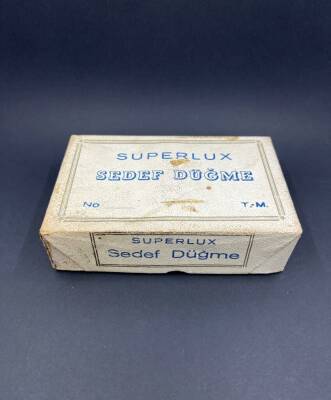 SUPERLUX
SEDEF DÜĞME
No T.M.
SUPERLUX
Sedef Düğme